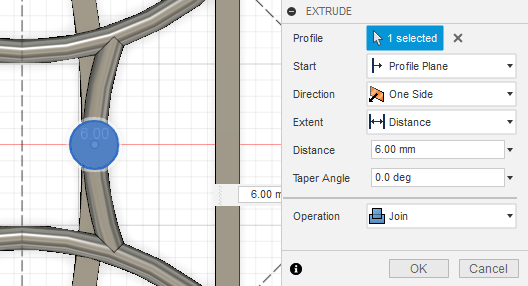 EXTRUDE
Profile 1 selected
Start Profile Plane
Direction One Side
Extent Distance
Distance 6.00 mm
Taper Angle 0.0 deg
Operation Join
OK Cancel
6.00
6.00 m